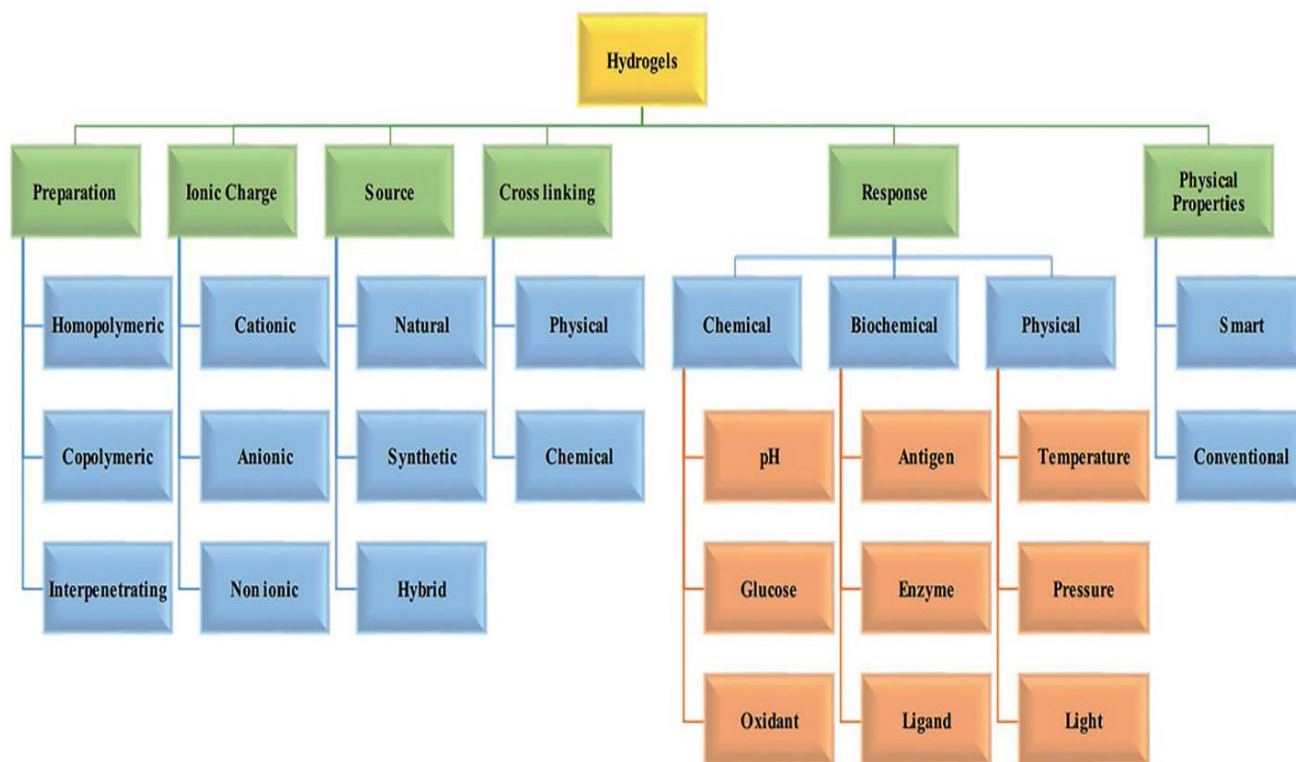 Hydrogels
Preparation
Ionic Charge
Source
Cross linking
Response
Physical
Properties
Homopolymeric
Cationic
Natural
Physical
Chemical
Biochemical
Physical
Smart
Copolymeric
Anionic
Synthetic
Chemical
pH
Antigen
Temperature
Conventional
Interpenetrating
Non ionic
Hybrid
Glucose
Enzyme
Pressure
Oxidant
Ligand
Light